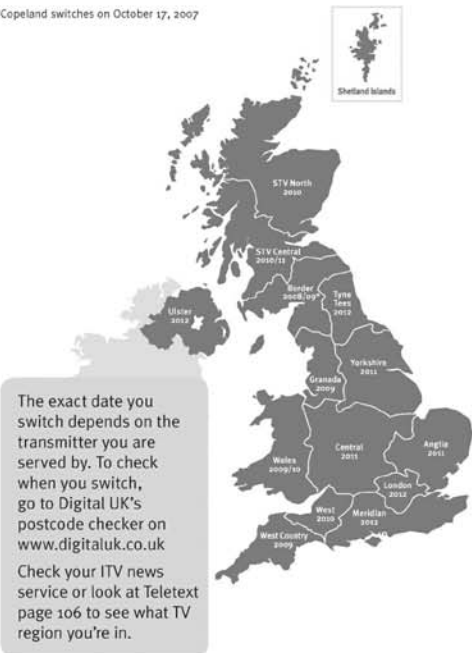 Copeland switches on October 17, 2007
Shetland Islands
STV North
2010
STV Central
2010/11
Border
2008/09*
Tyne
Tees
2012
Ulster
2012
Yorkshire
2011
Granada
2009
Wales
2009/10
Central
2011
Anglia
2011
London
2012
West
2010
Meridian
2012
West Country
2009
The exact date you
switch depends on the
transmitter you are
served by. To check
when you switch,
go to Digital UK's
postcode checker on
www.digitaluk.co.uk
Check your ITV news
service or look at Teletext
page 106 to see what TV
region you're in.